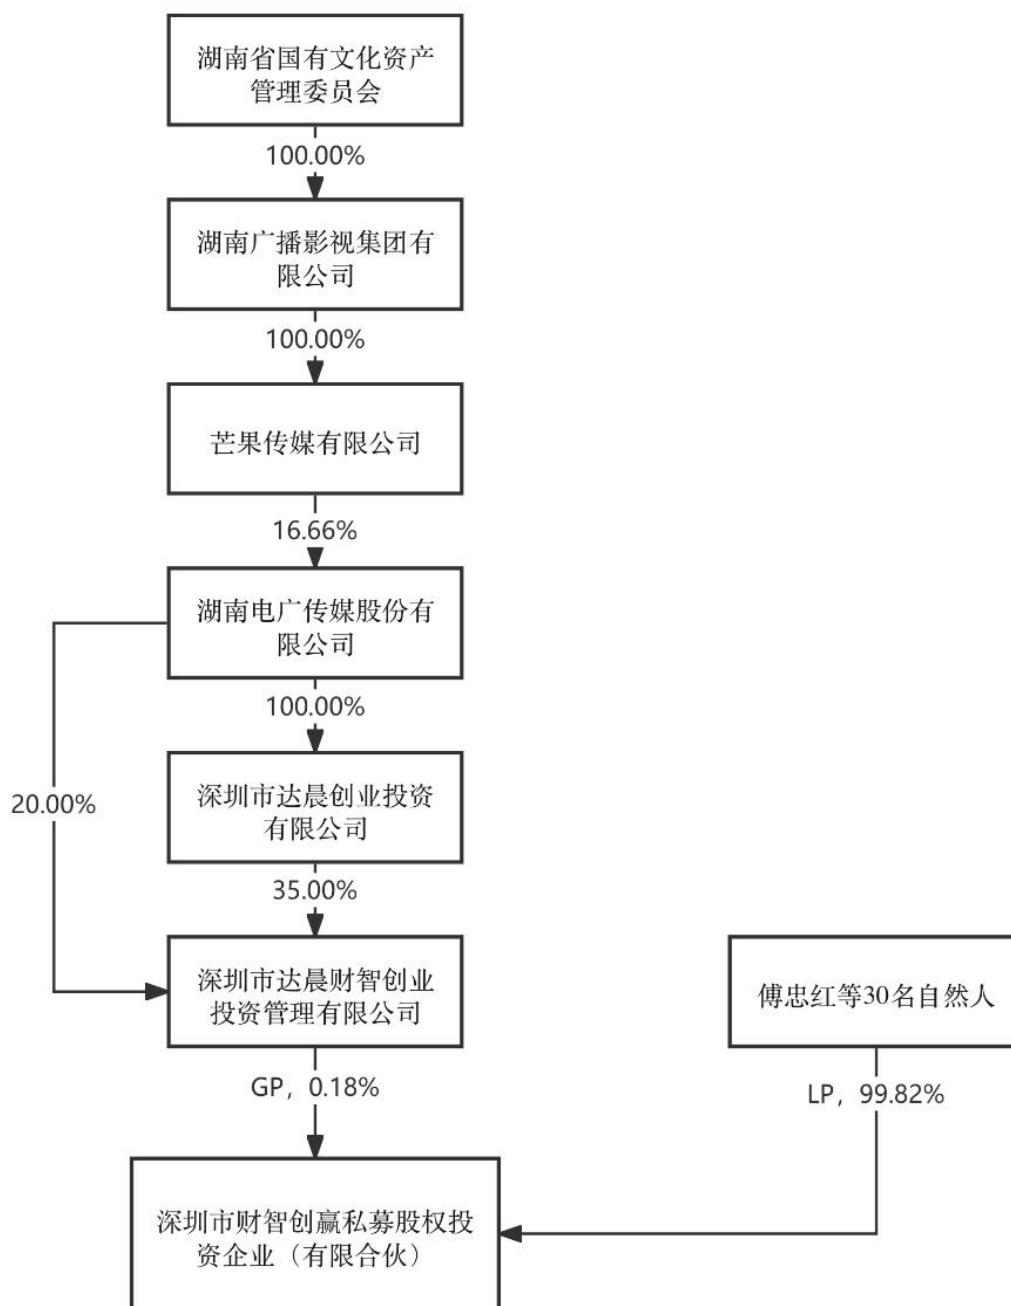 湖南省国有文化资产
管理委员会
100.00%
湖南广播影视集团有
限公司
100.00%
芒果传媒有限公司
16.66%
湖南电广传媒股份有
限公司
100.00%
20.00%
深圳市达晨创业投资
有限公司
35.00%
深圳市达晨财智创业
投资管理有限公司
傅忠红等30名自然人
GP，0.18%
LP，99.82%
深圳市财智创赢私募股权投
资企业（有限合伙）